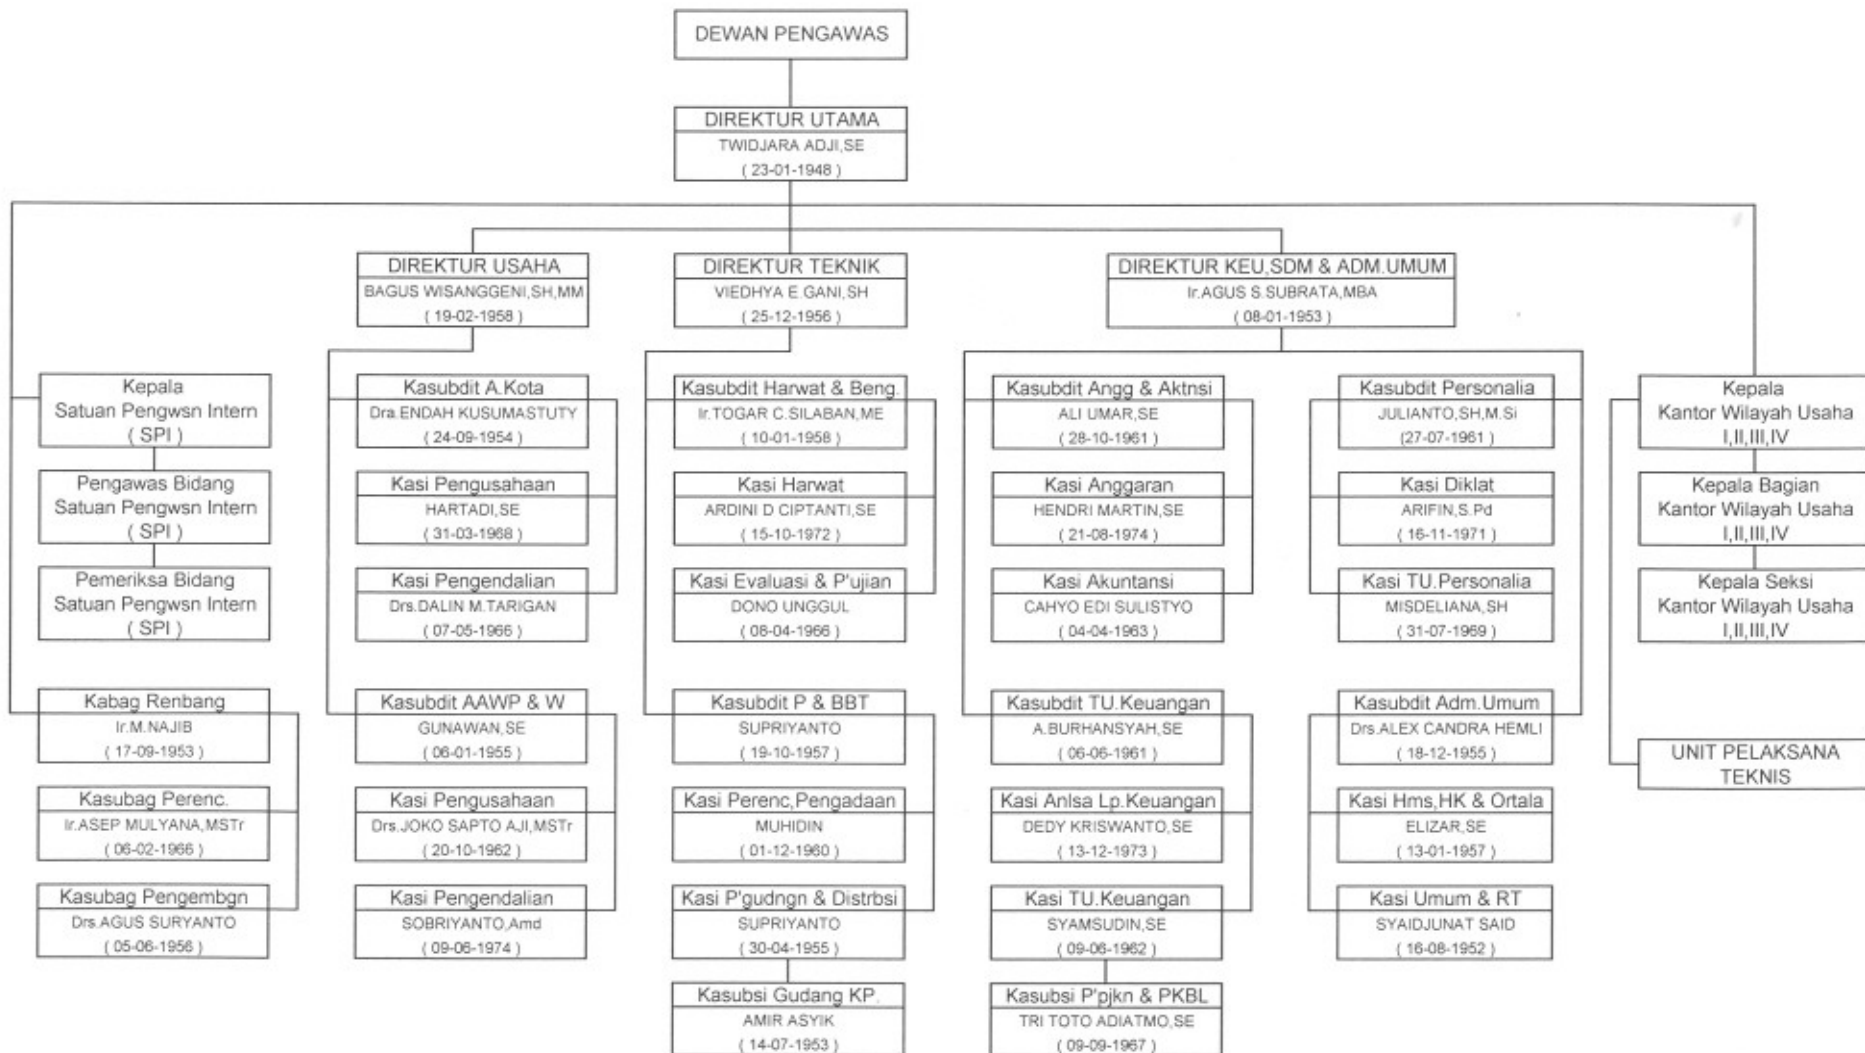 DEWAN PENGAWAS
DIREKTUR UTAMA
TWIDJARA ADJI,SE
( 23-01-1948 )
DIREKTUR USAHA
BAGUS WISANGGENI,SH,MM
( 19-02-1958 )
DIREKTUR TEKNIK
VIEDHYA E.GANI,SH
( 25-12-1956 )
DIREKTUR KEU,SDM & ADM.UMUM
Ir.AGUS S.SUBRATA,MBA
( 08-01-1953 )
Kepala
Satuan Pengwsn Intern
( SPI )
Pengawas Bidang
Satuan Pengwsn Intern
( SPI )
Pemeriksa Bidang
Satuan Pengwsn Intern
( SPI )
Kabag Renbang
Ir.M.NAJIB
( 17-09-1953 )
Kasubag Perenc.
Ir.ASEP MULYANA,MSTr
( 06-02-1966 )
Kasubag Pengembgn
Drs.AGUS SURYANTO
( 05-06-1956 )
Kasubdit A.Kota
Dra.ENDAH KUSUMASTUTY
( 24-09-1954 )
Kasi Pengusahaan
HARTADI,SE
( 31-03-1968 )
Kasi Pengendalian
Drs.DALIN M.TARIGAN
( 07-05-1966 )
Kasubdit AAWP & W
GUNAWAN,SE
( 06-01-1955 )
Kasi Pengusahaan
Drs.JOKO SAPTO AJI,MSTr
( 20-10-1962 )
Kasi Pengendalian
SOBRIYANTO,Amd
( 09-06-1974 )
Kasubdit Harwat & Beng.
Ir.TOGAR C.SILABAN,ME
( 10-01-1958 )
Kasi Harwat
ARDINI D CIPTANTI,SE
( 15-10-1972 )
Kasi Evaluasi & P'ujian
DONO UNGGUL
( 08-04-1966 )
Kasubdit P & BBT
SUPRIYANTO
( 19-10-1957 )
Kasi Perenc,Pengadaan
MUHIDIN
( 01-12-1960 )
Kasi P'gudngn & Distrbsi
SUPRIYANTO
( 30-04-1955 )
Kasubsi Gudang KP.
AMIR ASYIK
( 14-07-1953 )
Kasubdit Angg & Aktnsi
ALI UMAR,SE
( 28-10-1961 )
Kasi Anggaran
HENDRI MARTIN,SE
( 21-08-1974 )
Kasi Akuntansi
CAHYO EDI SULISTYO
( 04-04-1963 )
Kasubdit TU.Keuangan
A.BURHANSYAH,SE
( 06-06-1961 )
Kasi Anlsa Lp.Keuangan
DEDY KRISWANTO,SE
( 13-12-1973 )
Kasi TU.Keuangan
SYAMSUDIN,SE
( 09-06-1962 )
Kasubsi P'pjkn & PKBL
TRI TOTO ADIATMO,SE
( 09-09-1967 )
Kasubdit Personalia
JULIANTO,SH,M.Si
(27-07-1961 )
Kasi Diklat
ARIFIN,S.Pd
( 16-11-1971 )
Kasi TU.Personalia
MISDELIANA,SH
( 31-07-1969 )
Kasubdit Adm.Umum
Drs.ALEX CANDRA HEMLI
( 18-12-1955 )
Kasi Hms,HK & Ortala
ELIZAR,SE
( 13-01-1957 )
Kasi Umum & RT
SYAIDJUNAT SAID
( 16-08-1952 )
Kepala
Kantor Wilayah Usaha
I,II,III,IV
Kepala Bagian
Kantor Wilayah Usaha
I,II,III,IV
Kepala Seksi
Kantor Wilayah Usaha
I,II,III,IV
UNIT PELAKSANA
TEKNIS